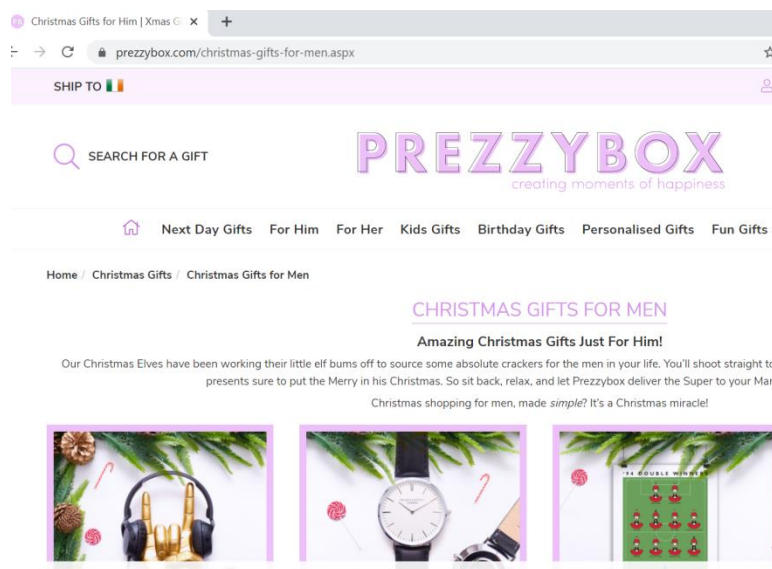 Christmas Gifts for Him | Xmas G
prezzybox.com/christmas-gifts-for-men.aspx
SHIP TO
SEARCH FOR A GIFT
PREZZYBOX
creating moments of happiness
Next Day Gifts For Him For Her Kids Gifts Birthday Gifts Personalised Gifts Fun Gifts
Home / Christmas Gifts / Christmas Gifts for Men
CHRISTMAS GIFTS FOR MEN
Amazing Christmas Gifts Just For Him!
Our Christmas Elves have been working their little elf bums off to source some absolute crackers for the men in your life. You'll shoot straight to
presents sure to put the Merry in his Christmas. So sit back, relax, and let Prezzybox deliver the Super to your Mar
Christmas shopping for men, made simple? It's a Christmas miracle!
'94 DOUBLE WINNERS